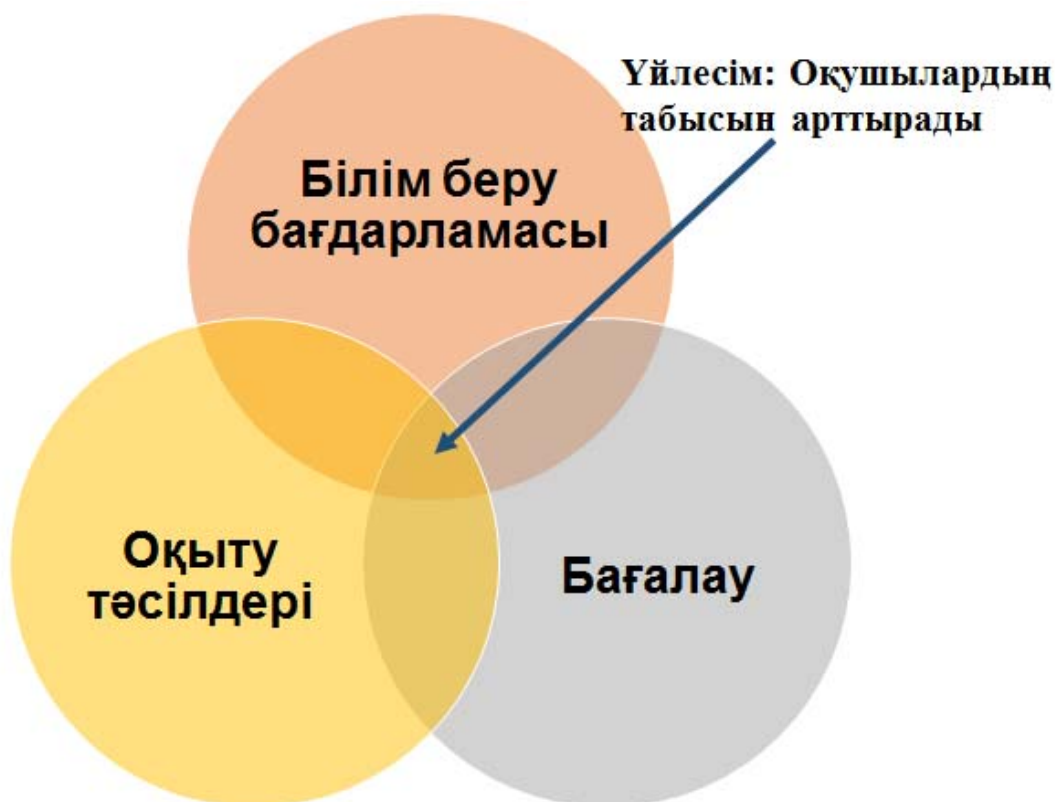 Үйлесім: Оқушылардың
табысын арттырады
Білім беру
бағдарламасы
Оқыту
тәсілдері
Бағалау